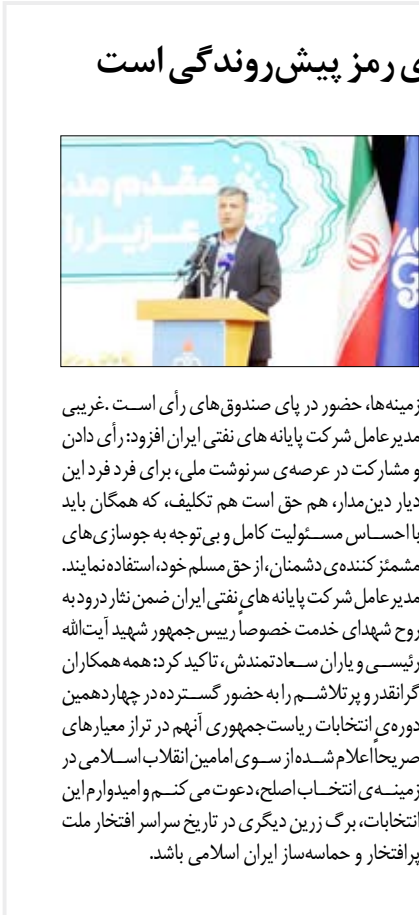 رمز پیش‌روندگی است
مقدم مد
عزیز را
زمینه‌ها، حضور در پای صندوق‌های رأی است .غریبی
مدیرعامل شرکت پایانه های نفتی ایران افزود: رأی دادن
و مشارکت در عرصه‌ی سرنوشت ملی، برای فرد فرد این
دیار دین‌مدار، هم حق است هم تکلیف، که همگان باید
با احساس مسئولیت کامل و بی‌توجه به جوسازی‌های
مشمئز کننده‌ی دشمنان،از حق مسلم خود،استفاده نمایند.
مدیرعامل شرکت پایانه های نفتی ایران ضمن نثار درود به
روح شهدای خدمت خصوصاً رییس‌جمهور شهید آیت‌الله
رئیسی و یاران سعادتمندش، تاکید کرد: همه همکاران
گرانقدر و پرتلاشم را به حضور گسترده در چهاردهمین
دوره‌ی انتخابات ریاست‌جمهوری آنهم در تراز معیارهای
صریحاًاعلام شده‌از سوی امامین انقلاب اسلامی در
زمینه‌ی انتخاب اصلح، دعوت می کنم و امیدوارم این
انتخابات، برگ زرین دیگری در تاریخ سراسر افتخار ملت
پرافتخار و حماسه‌ساز ایران اسلامی باشد.